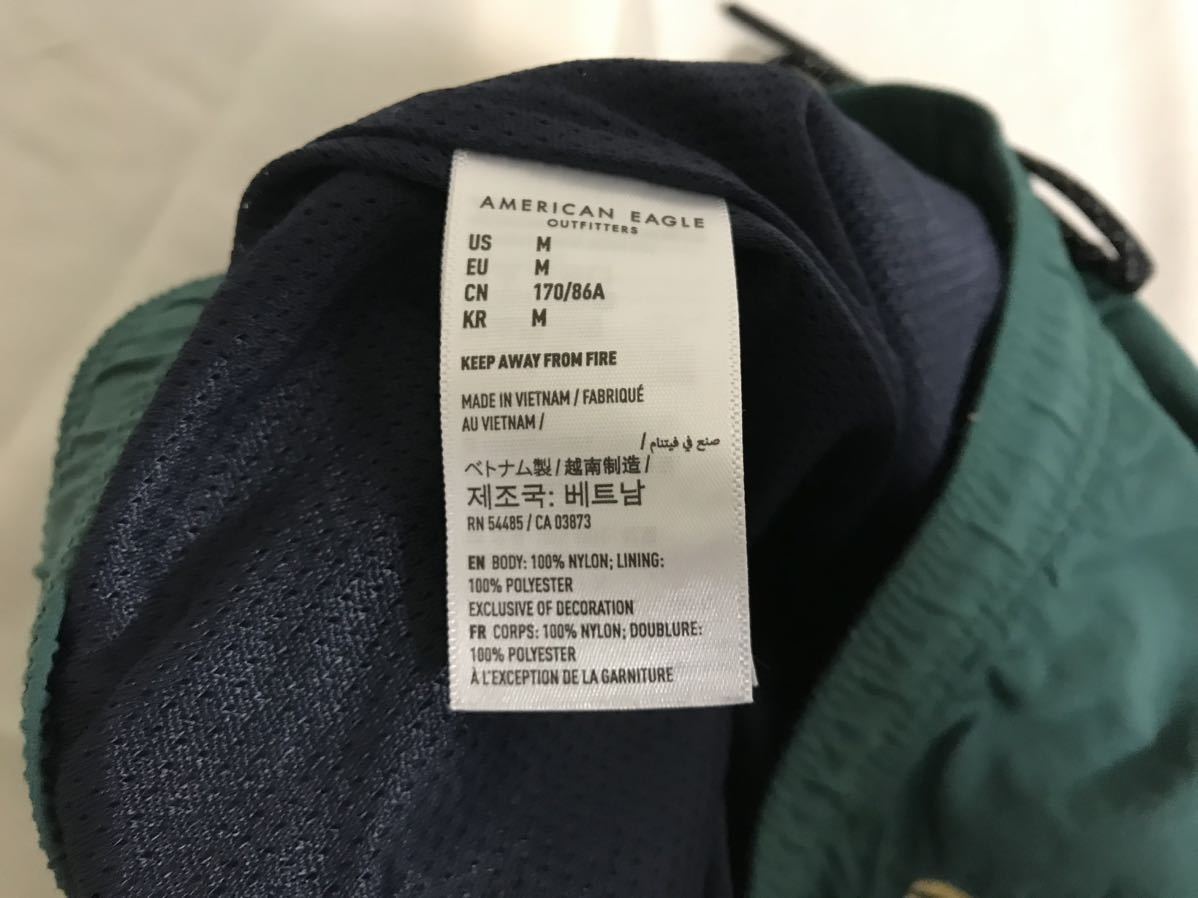 AMERICAN EAGLE
OUTFITTERS
US M
EU M
CN 170/86A
KR M
KEEP AWAY FROM FIRE
MADE IN VIETNAM / FABRIQUÉ
AU VIETNAM /
صنع في فيتنام /
ベトナム製 / 越南制造 /
제조국: 베트남
RN 54485 / CA 03873
EN BODY: 100% NYLON; LINING:
100% POLYESTER
EXCLUSIVE OF DECORATION
FR CORPS: 100% NYLON; DOUBLURE:
100% POLYESTER
À L'EXCEPTION DE LA GARNITURE